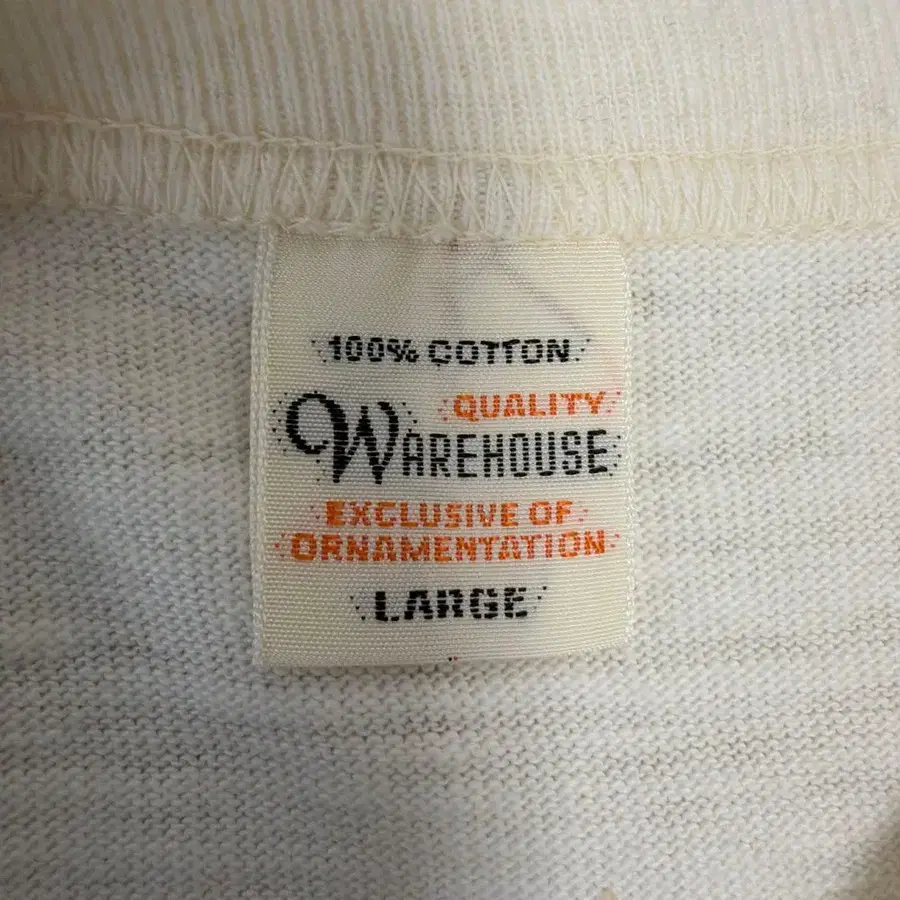 100% COTTON
QUALITY
WAREHOUSE
EXCLUSIVE OF
ORNAMENTATION
LARGE